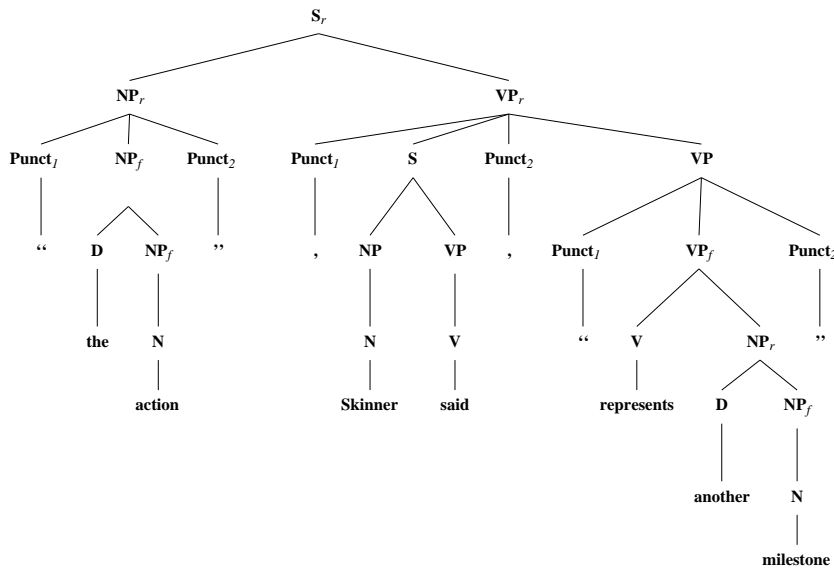 S_r
NP_r VP_r
Punct_1 NP_f Punct_2 Punct_1 S Punct_2 VP
“ D NP_f ” , NP VP , Punct_1 VP_f Punct_2
the N N V “ V NP_r ”
action Skinner said represents D NP_f
another N
milestone